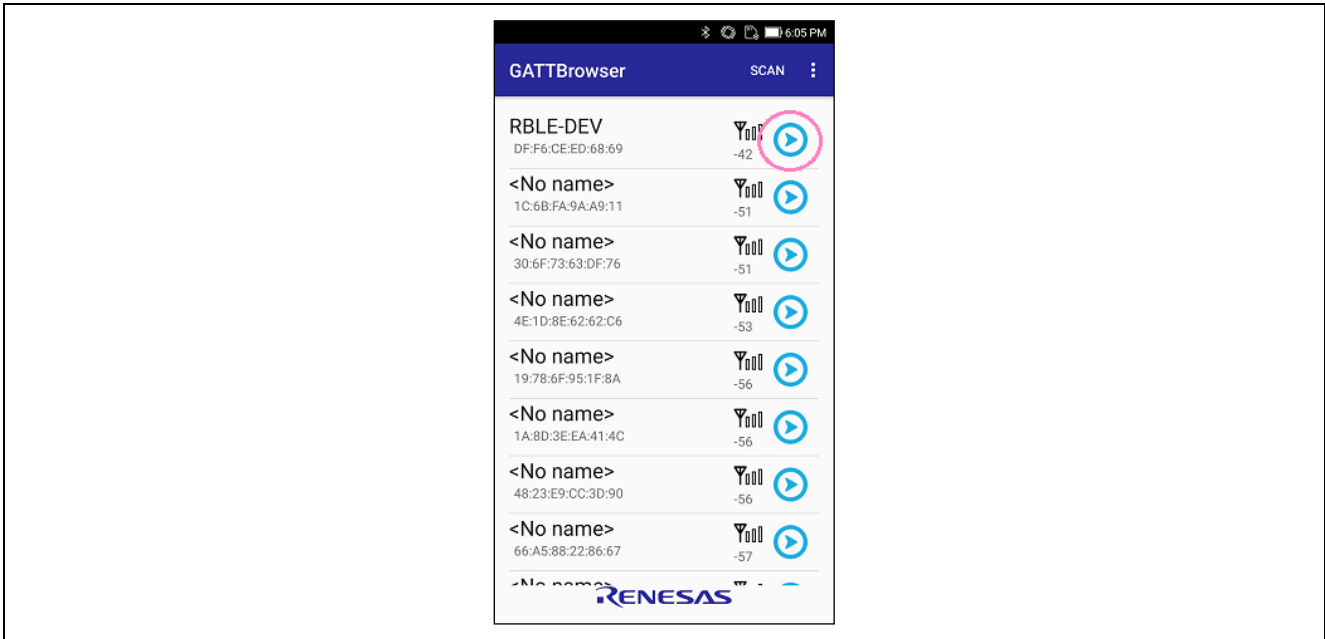 6:05 PM
GATTBrowser SCAN
RBLE-DEV
DF:F6:CE:ED:68:69 -42
<No name>
1C:6B:FA:9A:A9:11 -51
<No name>
30:6F:73:63:DF:76 -51
<No name>
4E:1D:8E:62:62:C6 -53
<No name>
19:78:6F:95:1F:8A -56
<No name>
1A:8D:3E:EA:41:4C -56
<No name>
48:23:E9:CC:3D:90 -56
<No name>
66:A5:88:22:86:67 -57
RENESAS